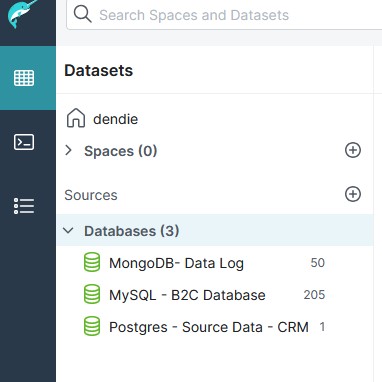 Search Spaces and Datasets
Datasets
dendie
Spaces (0)
Sources
Databases (3)
MongoDB- Data Log 50
MySQL - B2C Database 205
Postgres - Source Data - CRM 1